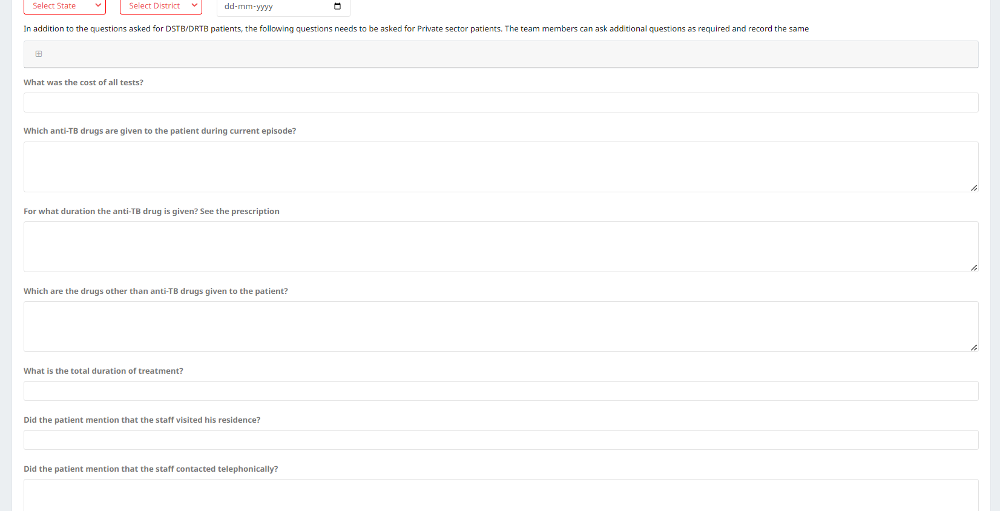 Select State
Select District
dd-mm-yyyy
In addition to the questions asked for DSTB/DRTB patients, the following questions needs to be asked for Private sector patients. The team members can ask additional questions as required and record the same
What was the cost of all tests?
Which anti-TB drugs are given to the patient during current episode?
For what duration the anti-TB drug is given? See the prescription
Which are the drugs other than anti-TB drugs given to the patient?
What is the total duration of treatment?
Did the patient mention that the staff visited his residence?
Did the patient mention that the staff contacted telephonically?